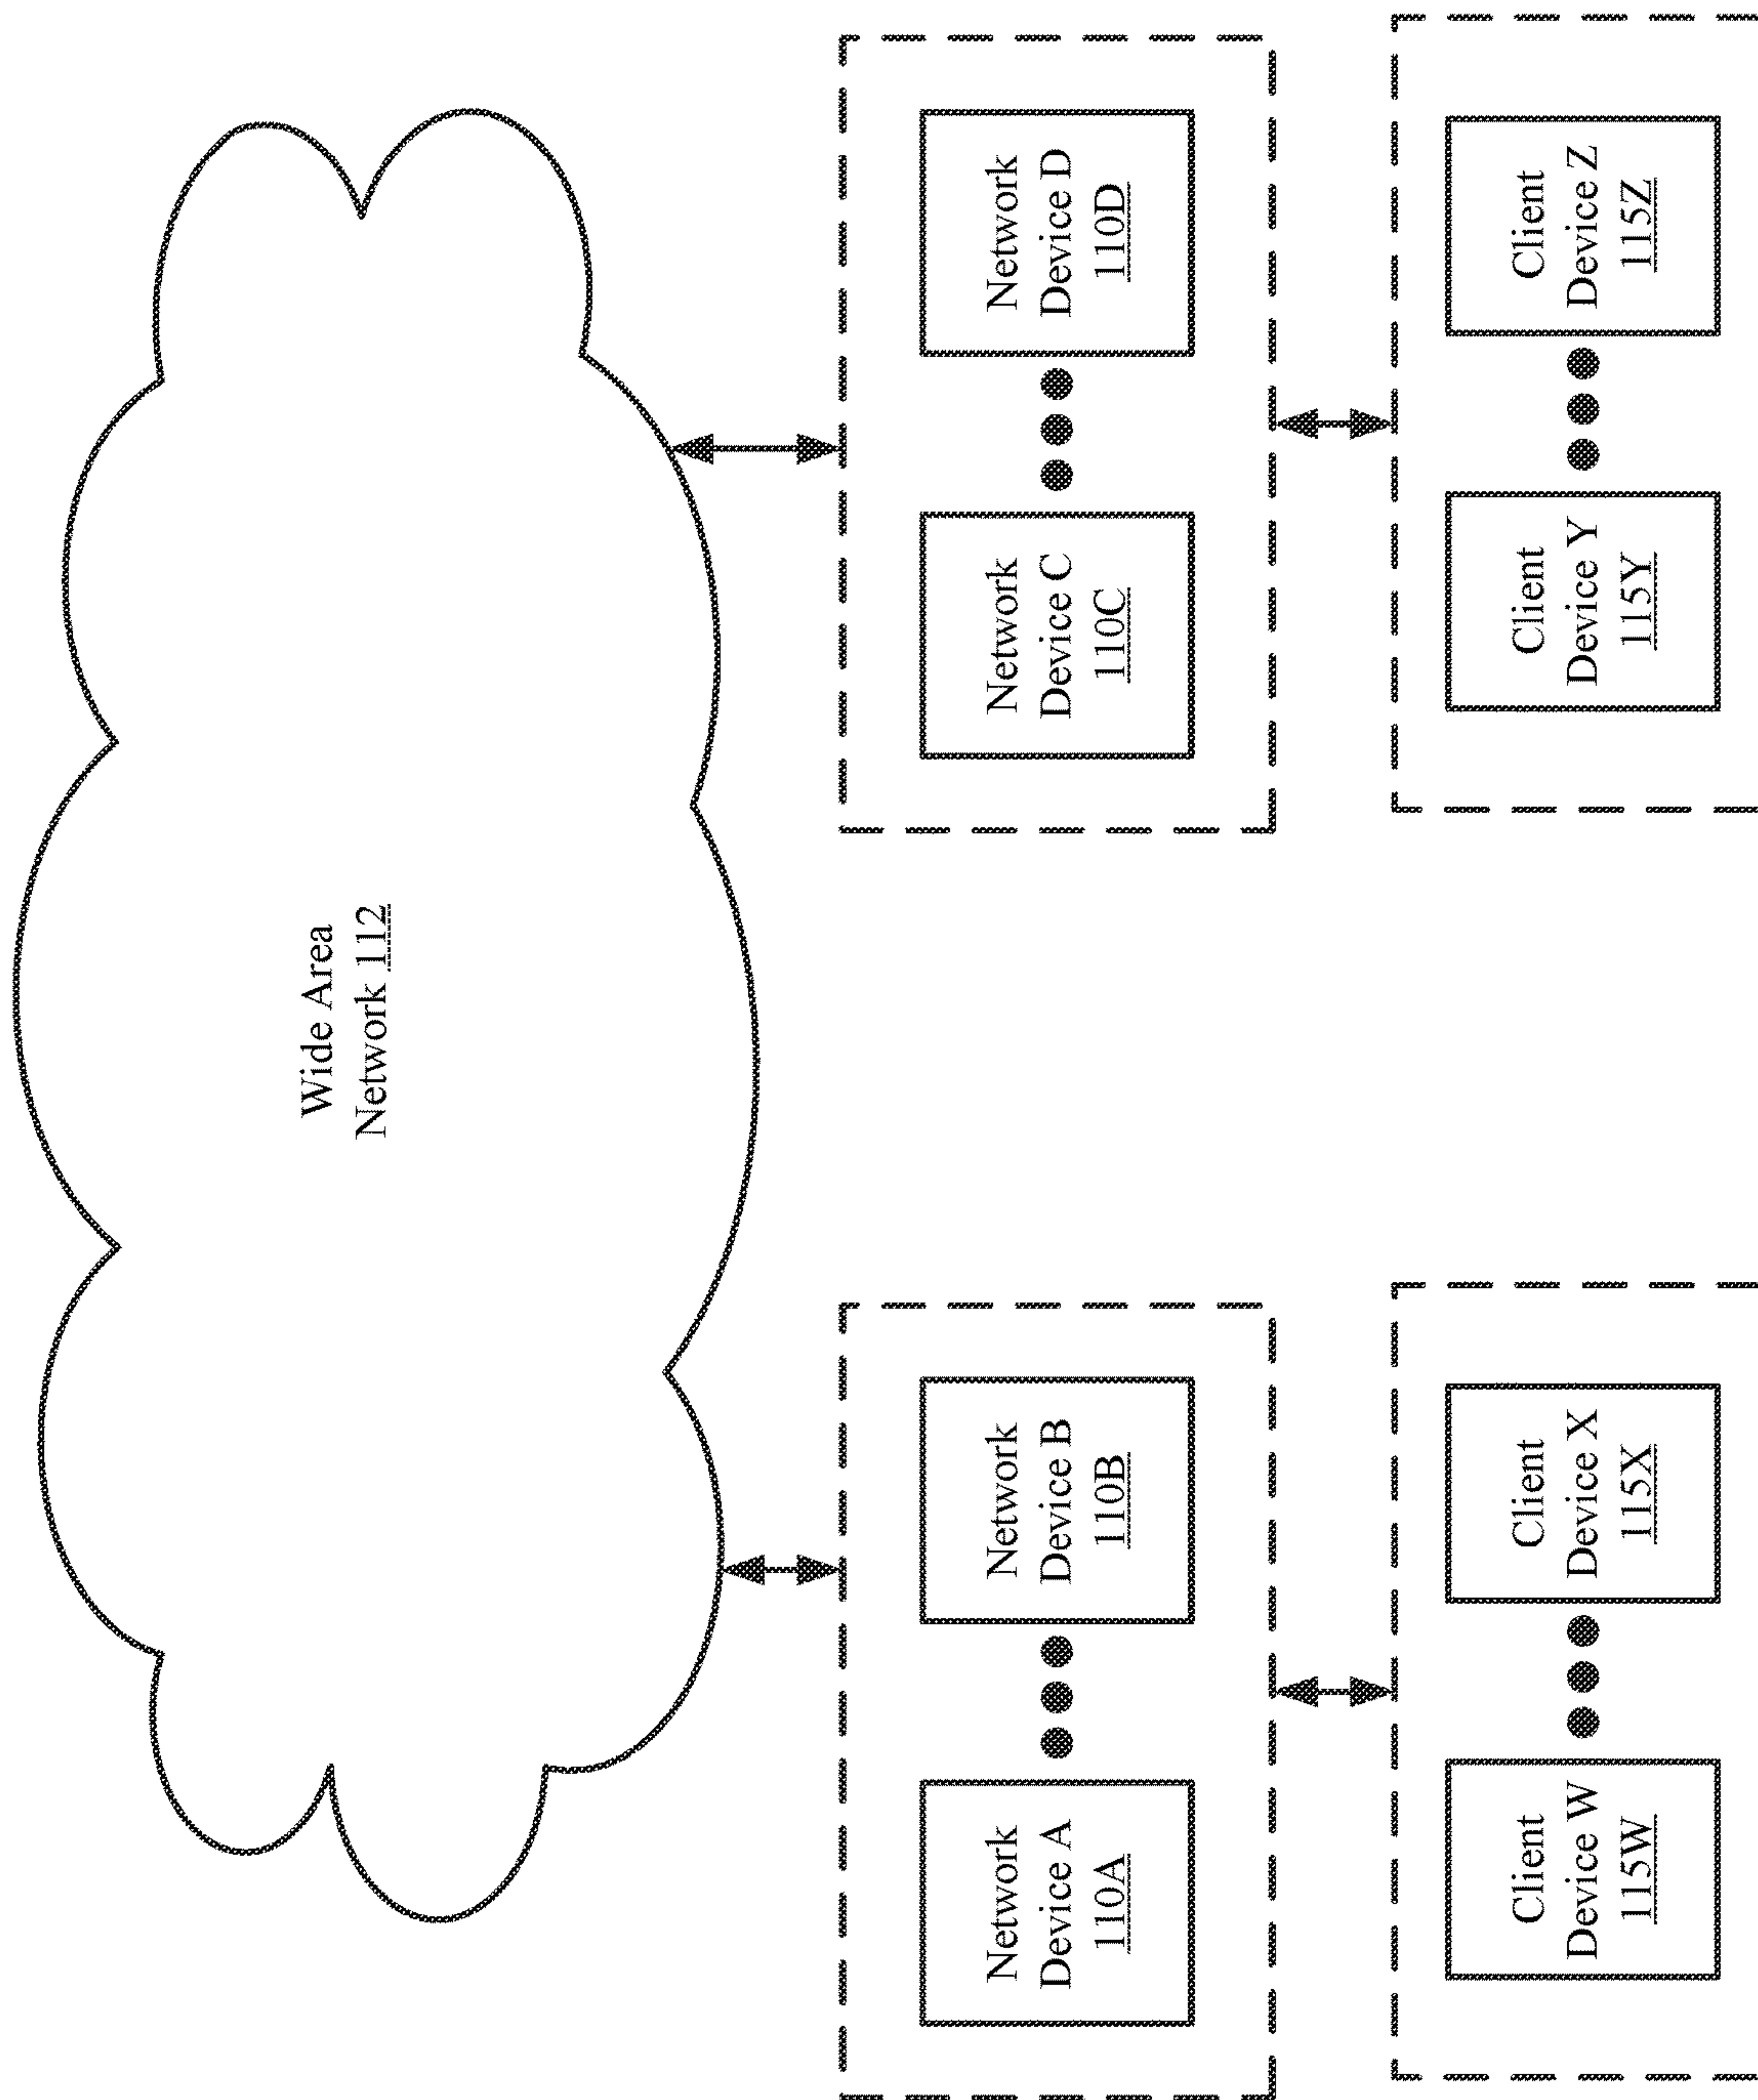 Wide Area
Network 112
Network
Device A
110A
Network
Device B
110B
Network
Device C
110C
Network
Device D
110D
Client
Device W
115W
Client
Device X
115X
Client
Device Y
115Y
Client
Device Z
115Z